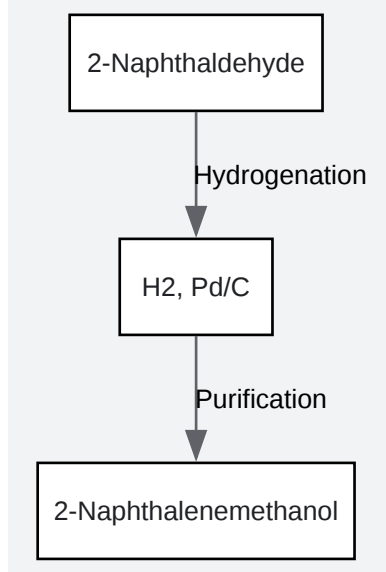 2-Naphthaldehyde
Hydrogenation
H2, Pd/C
Purification
2-Naphthalenemethanol